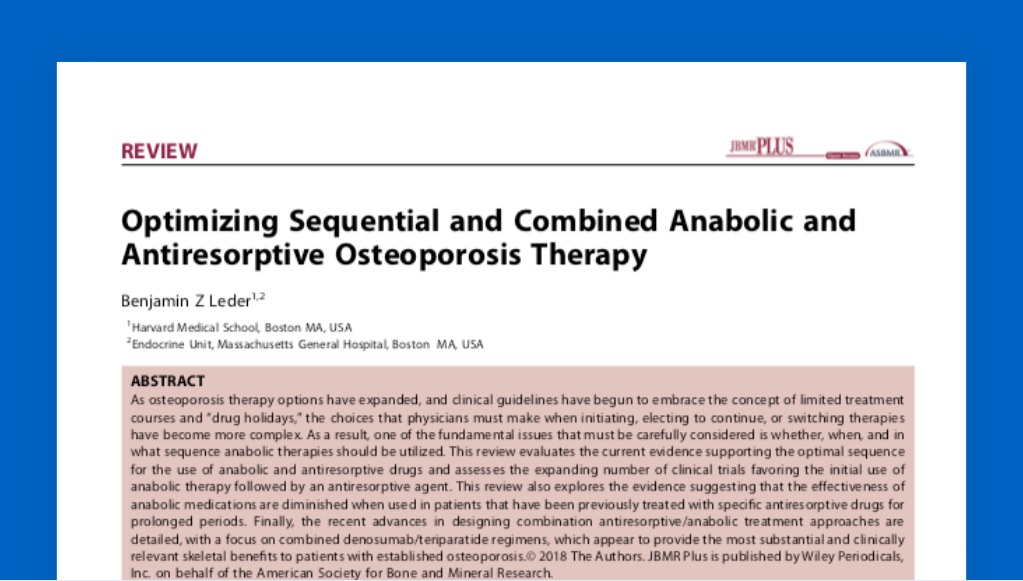 REVIEW
JBMR PLUS
Open Access
ASBMR
Optimizing Sequential and Combined Anabolic and
Antiresorptive Osteoporosis Therapy
Benjamin Z Leder1,2
1Harvard Medical School, Boston MA, USA
2Endocrine Unit, Massachusetts General Hospital, Boston MA, USA
ABSTRACT
As osteoporosis therapy options have expanded, and clinical guidelines have begun to embrace the concept of limited treatment
courses and “drug holidays,” the choices that physicians must make when initiating, electing to continue, or switching therapies
have become more complex. As a result, one of the fundamental issues that must be carefully considered is whether, when, and in
what sequence anabolic therapies should be utilized. This review evaluates the current evidence supporting the optimal sequence
for the use of anabolic and antiresorptive drugs and assesses the expanding number of clinical trials favoring the initial use of
anabolic therapy followed by an antiresorptive agent. This review also explores the evidence suggesting that the effectiveness of
anabolic medications are diminished when used in patients that have been previously treated with specific antiresorptive drugs for
prolonged periods. Finally, the recent advances in designing combination antiresorptive/anabolic treatment approaches are
detailed, with a focus on combined denosumab/teriparatide regimens, which appear to provide the most substantial and clinically
relevant skeletal benefits to patients with established osteoporosis.© 2018 The Authors. JBMR Plus is published by Wiley Periodicals,
Inc. on behalf of the American Society for Bone and Mineral Research.